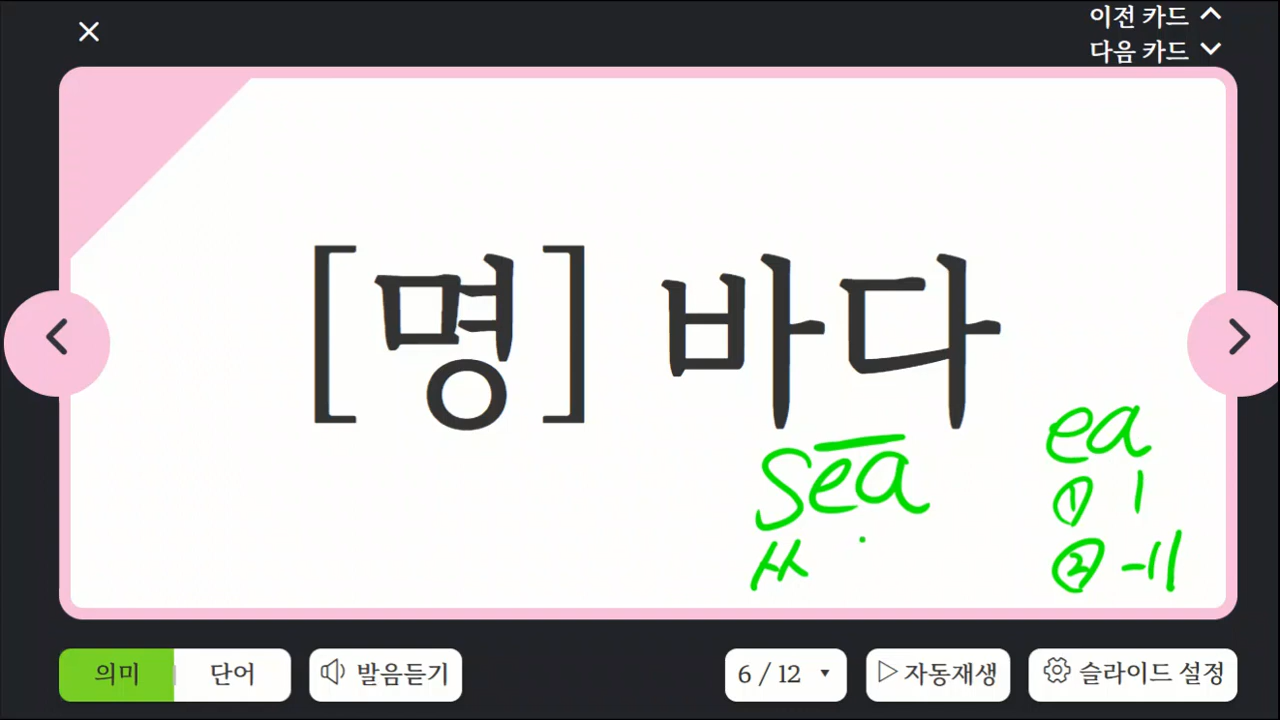 이전 카드
다음 카드
[명] 바다
sea
ea
ㅆ
① ㅣ
② ㅔ
의미
단어
발음듣기
6 / 12
자동재생
슬라이드 설정